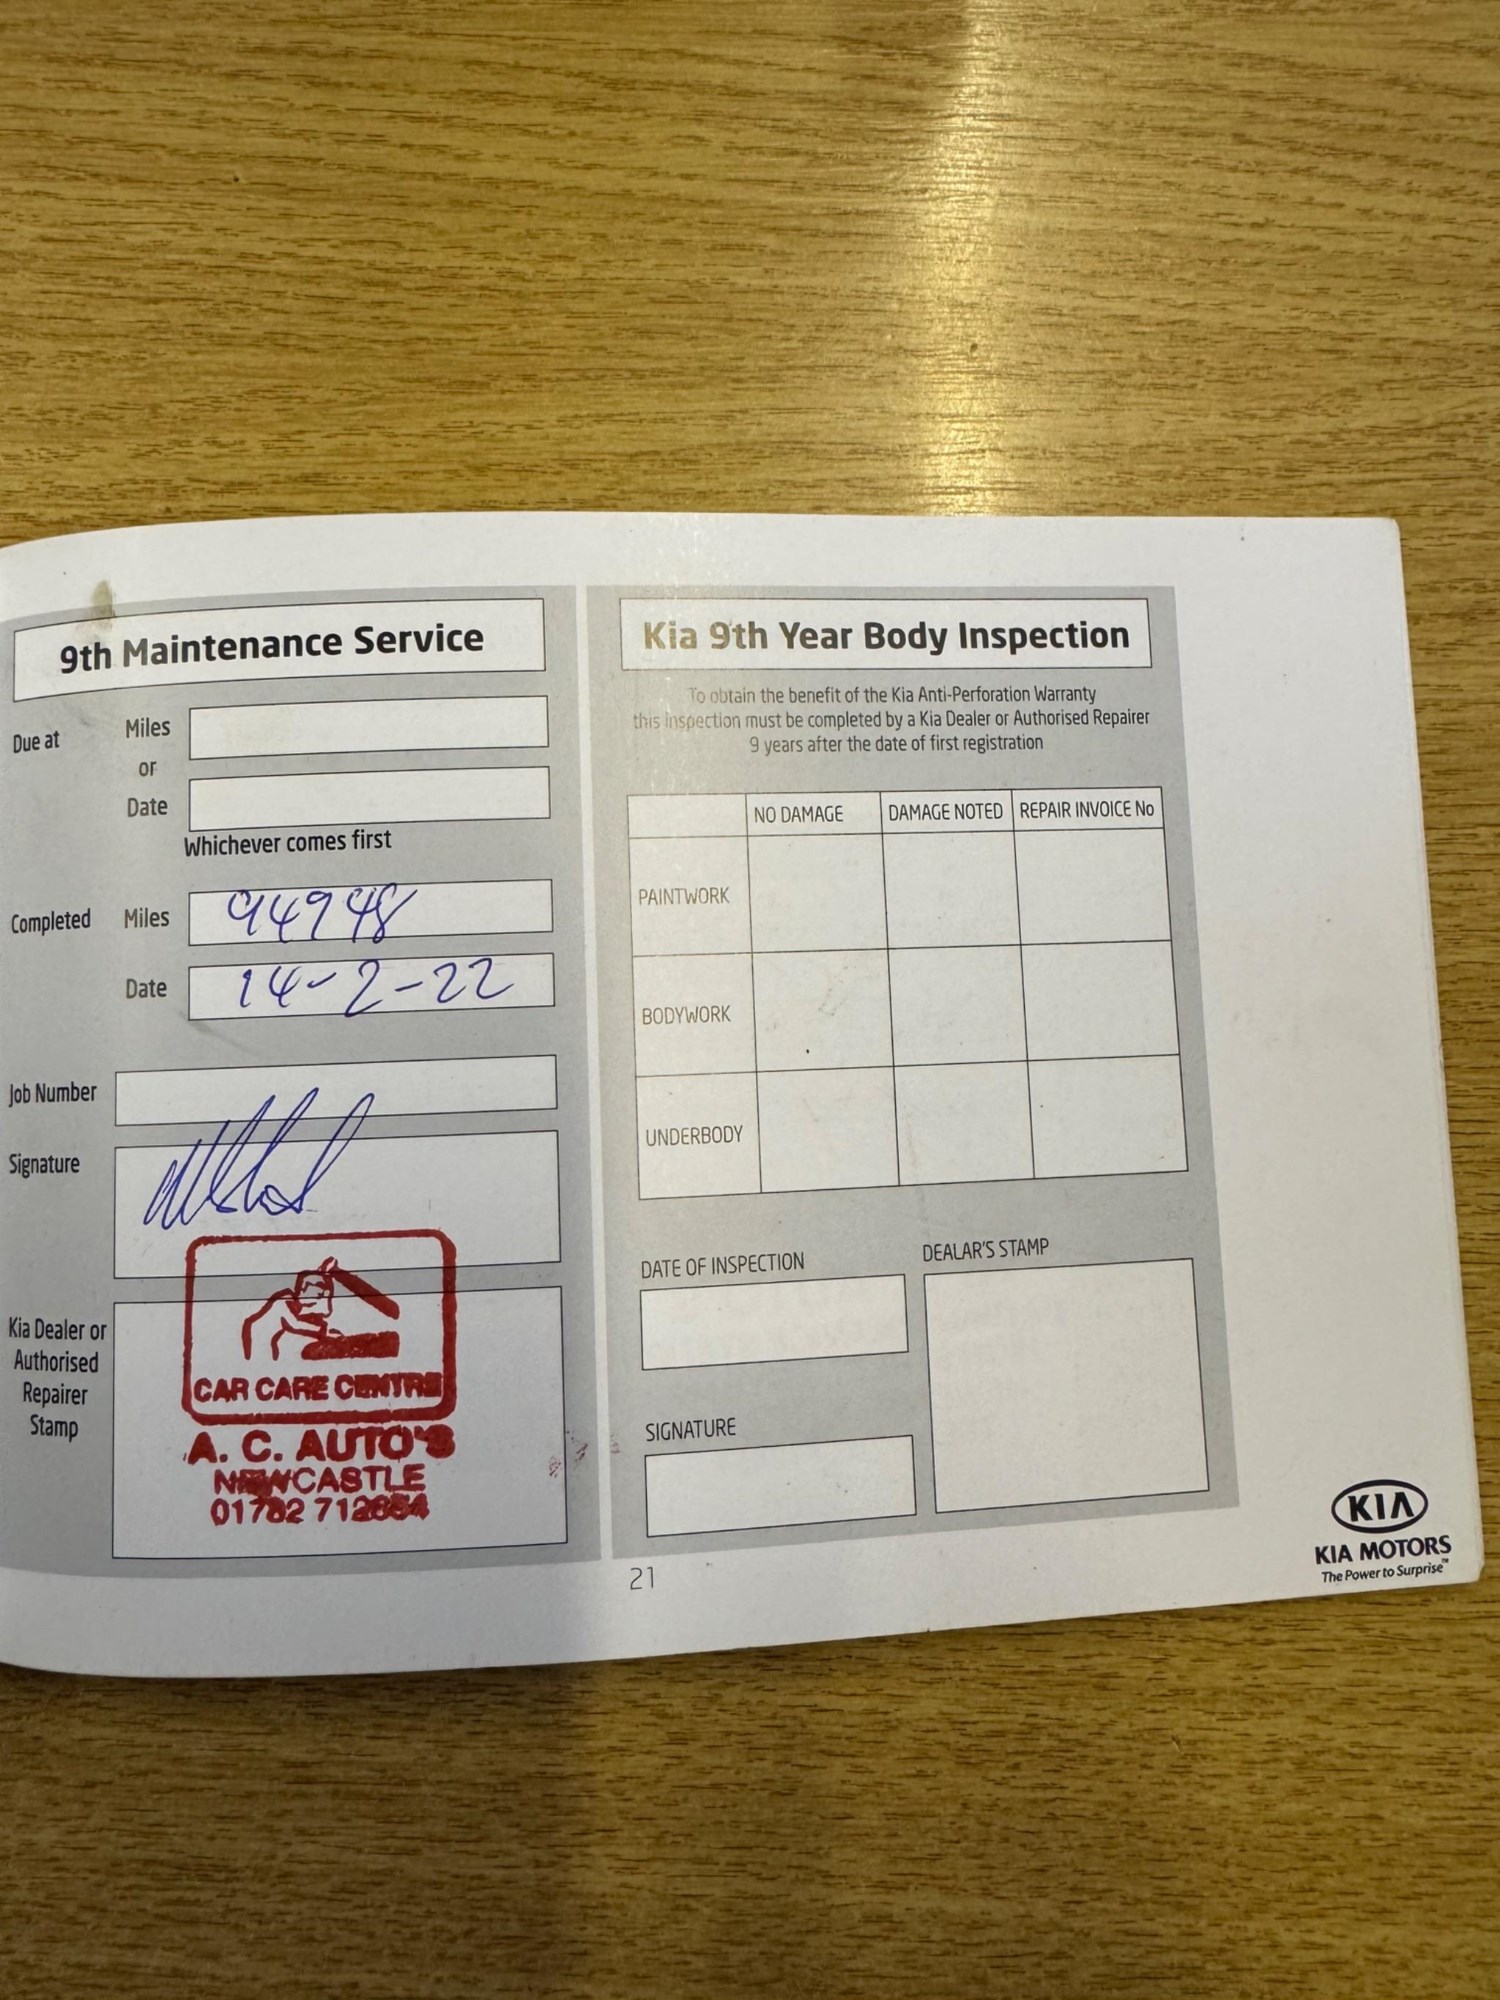 9th Maintenance Service
Due at
Miles
or
Date
Whichever comes first
Completed
Miles
94948
Date
14-2-22
Job Number
Signature
Kia Dealer or
Authorised
Repairer
Stamp
CAR CARE CENTRE
A. C. AUTO'S
NEWCASTLE
01782
Kia 9th Year Body Inspection
To obtain the benefit of the Kia Anti-Perforation Warranty
this inspection must be completed by a Kia Dealer or Authorised Repairer
9 years after the date of first registration
NO DAMAGE
DAMAGE NOTED
REPAIR INVOICE No
PAINTWORK
BODYWORK
UNDERBODY
DATE OF INSPECTION
DEALAR'S STAMP
SIGNATURE
21
KIA
KIA MOTORS
The Power to Surprise™